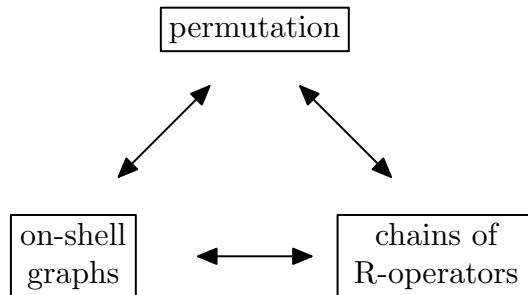 permutation
on-shell
graphs
chains of
R-operators